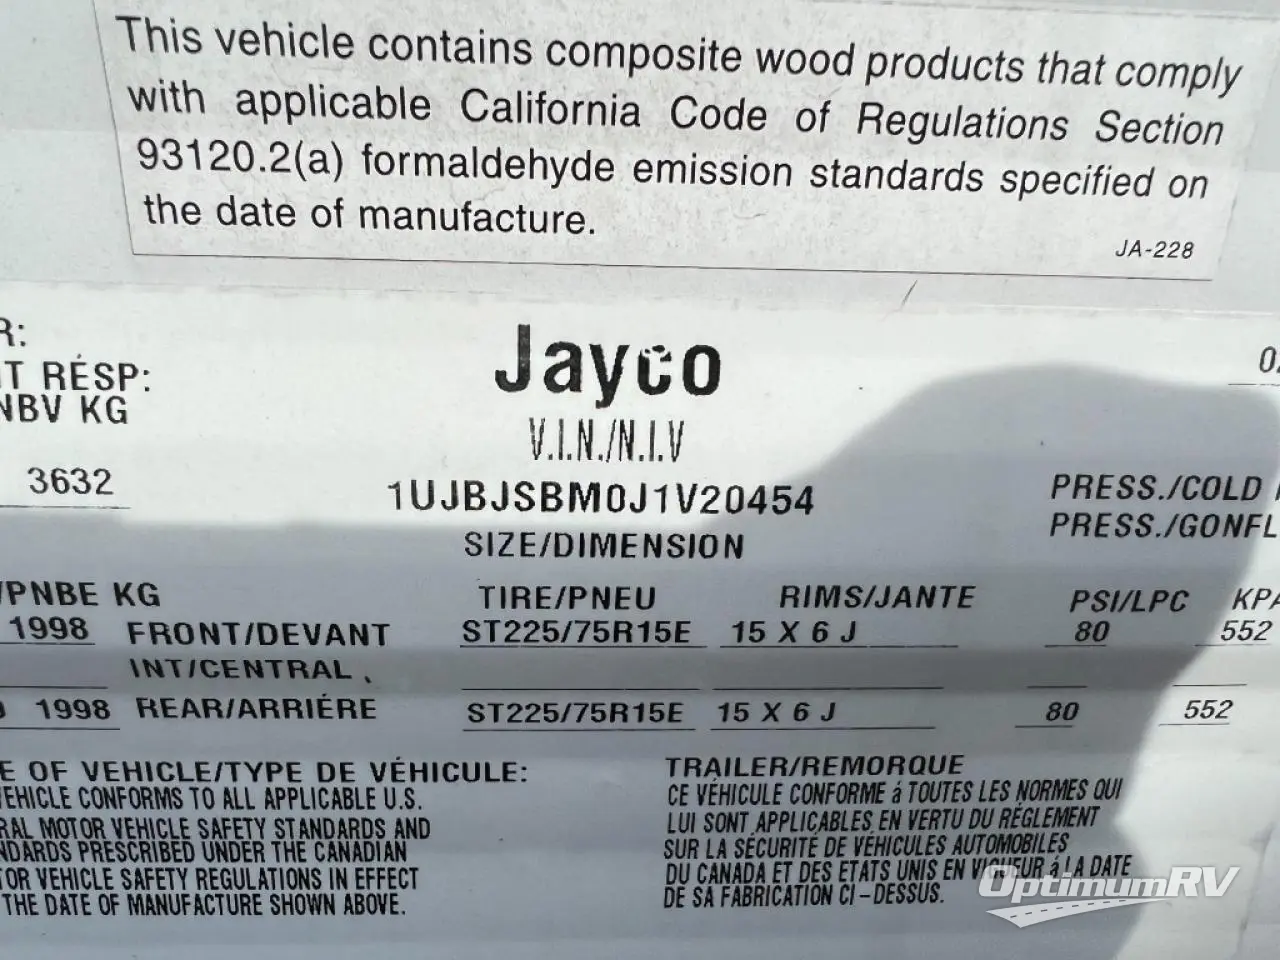 This vehicle contains composite wood products that comply
with applicable California Code of Regulations Section
93120.2(a) formaldehyde emission standards specified on
the date of manufacture.
JA-228
R:
T RÉSP:
NBV KG
Jayco
V.I.N./N.I.V
3632
1UJBJSBM0J1V20454
PRESS./COLD
PRESS./GONFL
SIZE/DIMENSION
/PNBE KG TIRE/PNEU RIMS/JANTE PSI/LPC KPA
1998 FRONT/DEVANT ST225/75R15E 15 X 6 J 80 552
INT/CENTRAL
1998 REAR/ARRIÉRE ST225/75R15E 15 X 6 J 80 552
E OF VEHICLE/TYPE DE VÉHICULE: TRAILER/REMORQUE
VEHICLE CONFORMS TO ALL APPLICABLE U.S.
RAL MOTOR VEHICLE SAFETY STANDARDS AND
NDARDS PRESCRIBED UNDER THE CANADIAN
TOR VEHICLE SAFETY REGULATIONS IN EFFECT
THE DATE OF MANUFACTURE SHOWN ABOVE.
CE VÉHICULE CONFORME á TOUTES LES NORMES QUI
LUI SONT APPLICABLES EN VERTU DU RÉGLEMENT
SUR LA SÉCURITÉ DE VÉHICULES AUTOMOBILES
DU CANADA ET DES ETATS UNIS EN VIGUEUR á LA DATE
DE SA FABRICATION CI-DESSUS.
OptimumRV